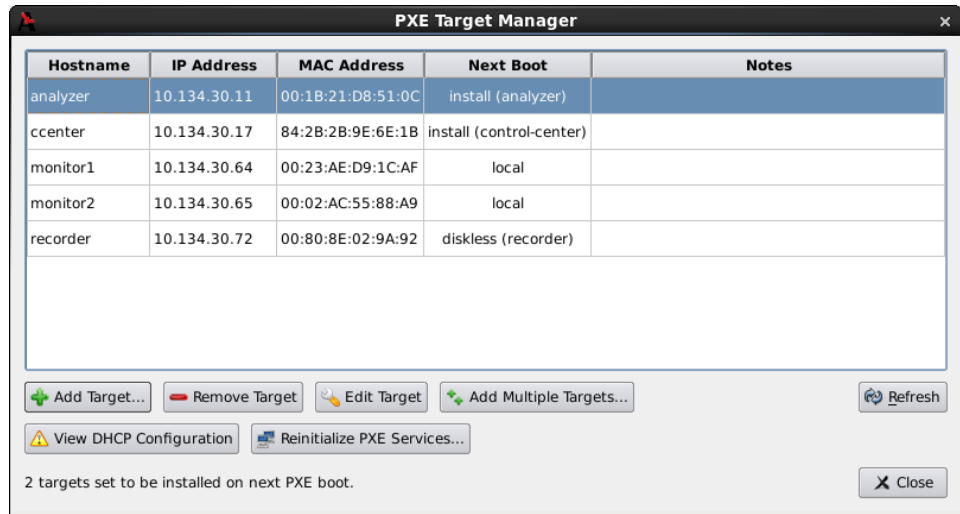 PXE Target Manager
Hostname IP Address MAC Address Next Boot Notes
analyzer 10.134.30.11 00:1B:21:D8:51:0C install (analyzer)
ccenter 10.134.30.17 84:2B:2B:9E:6E:1B install (control-center)
monitor1 10.134.30.64 00:23:AE:D9:1C:AF local
monitor2 10.134.30.65 00:02:AC:55:88:A9 local
recorder 10.134.30.72 00:80:8E:02:9A:92 diskless (recorder)
Add Target... Remove Target Edit Target Add Multiple Targets... Refresh
View DHCP Configuration Reinitialize PXE Services...
2 targets set to be installed on next PXE boot. Close